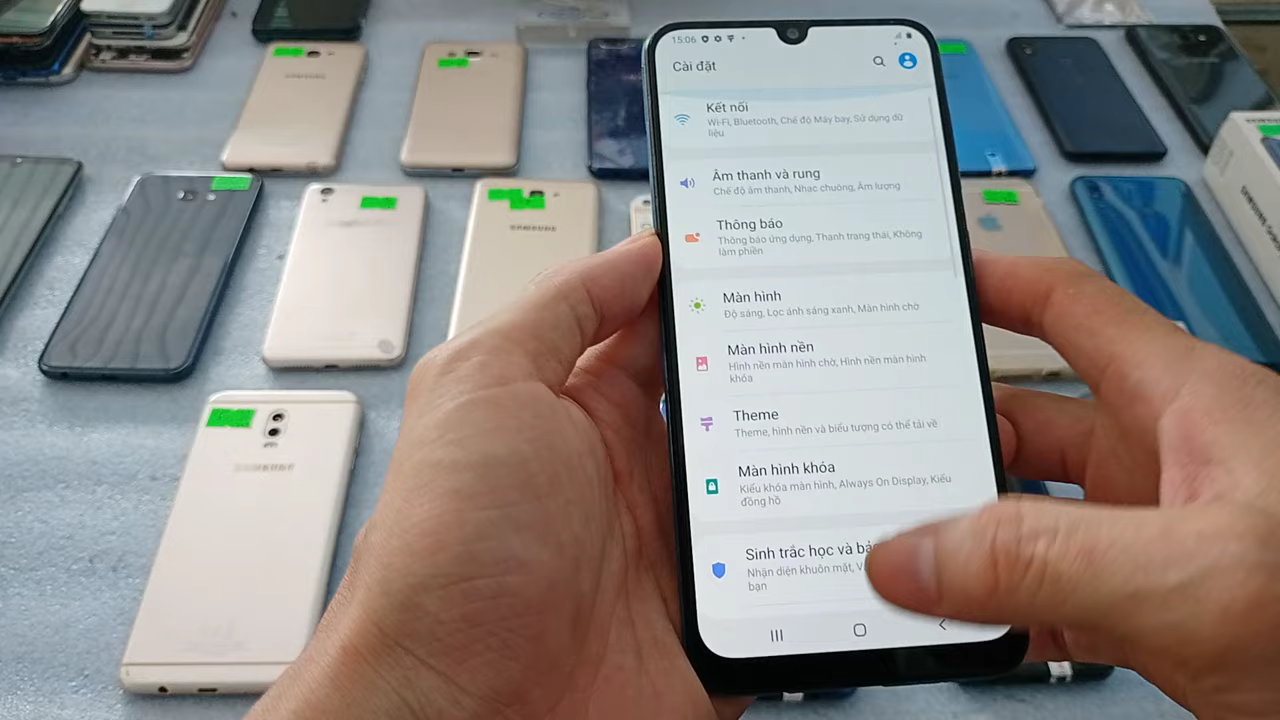 15:06
Cài đặt
Kết nối
Wi-Fi, Bluetooth, Chế độ Máy bay, Sử dụng dữ
liệu
Âm thanh và rung
Chế độ âm thanh, Nhạc chuông, Âm lượng
Thông báo
Thông báo ứng dụng, Thanh trạng thái, Không
làm phiền
Màn hình
Độ sáng, Lọc ánh sáng xanh, Màn hình chờ
Màn hình nền
Hình nền màn hình chờ, Hình nền màn hình
khóa
Theme
Theme, hình nền và biểu tượng có thể tải về
Màn hình khóa
Kiểu khóa màn hình, Always On Display, Kiểu
đồng hồ
Sinh trắc học và
Nhận diện khuôn mặt,
bạn
SAMSUNG
SAMSUNG